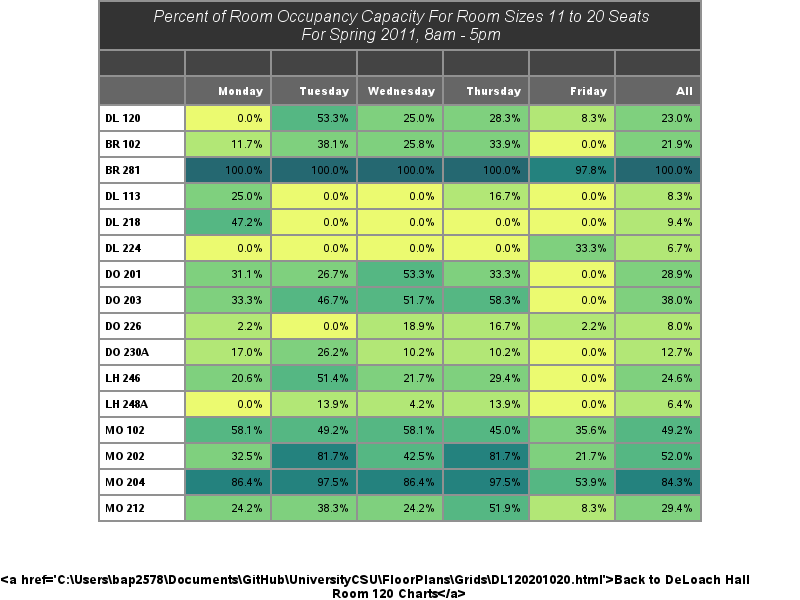 Percent of Room Occupancy Capacity For Room Sizes 11 to 20 Seats
For Spring 2011, 8am - 5pm
Monday Tuesday Wednesday Thursday Friday All
DL 120 0.0% 53.3% 25.0% 28.3% 8.3% 23.0%
BR 102 11.7% 38.1% 25.8% 33.9% 0.0% 21.9%
BR 281 100.0% 100.0% 100.0% 100.0% 97.8% 100.0%
DL 113 25.0% 0.0% 0.0% 16.7% 0.0% 8.3%
DL 218 47.2% 0.0% 0.0% 0.0% 0.0% 9.4%
DL 224 0.0% 0.0% 0.0% 0.0% 33.3% 6.7%
DO 201 31.1% 26.7% 53.3% 33.3% 0.0% 28.9%
DO 203 33.3% 46.7% 51.7% 58.3% 0.0% 38.0%
DO 226 2.2% 0.0% 18.9% 16.7% 2.2% 8.0%
DO 230A 17.0% 26.2% 10.2% 10.2% 0.0% 12.7%
LH 246 20.6% 51.4% 21.7% 29.4% 0.0% 24.6%
LH 248A 0.0% 13.9% 4.2% 13.9% 0.0% 6.4%
MO 102 58.1% 49.2% 58.1% 45.0% 35.6% 49.2%
MO 202 32.5% 81.7% 42.5% 81.7% 21.7% 52.0%
MO 204 86.4% 97.5% 86.4% 97.5% 53.9% 84.3%
MO 212 24.2% 38.3% 24.2% 51.9% 8.3% 29.4%
<a href='C:\Users\bap2578\Documents\GitHub\UniversityCSU\FloorPlans\Grids\DL120201020.html'>Back to DeLoach Hall
Room 120 Charts</a>